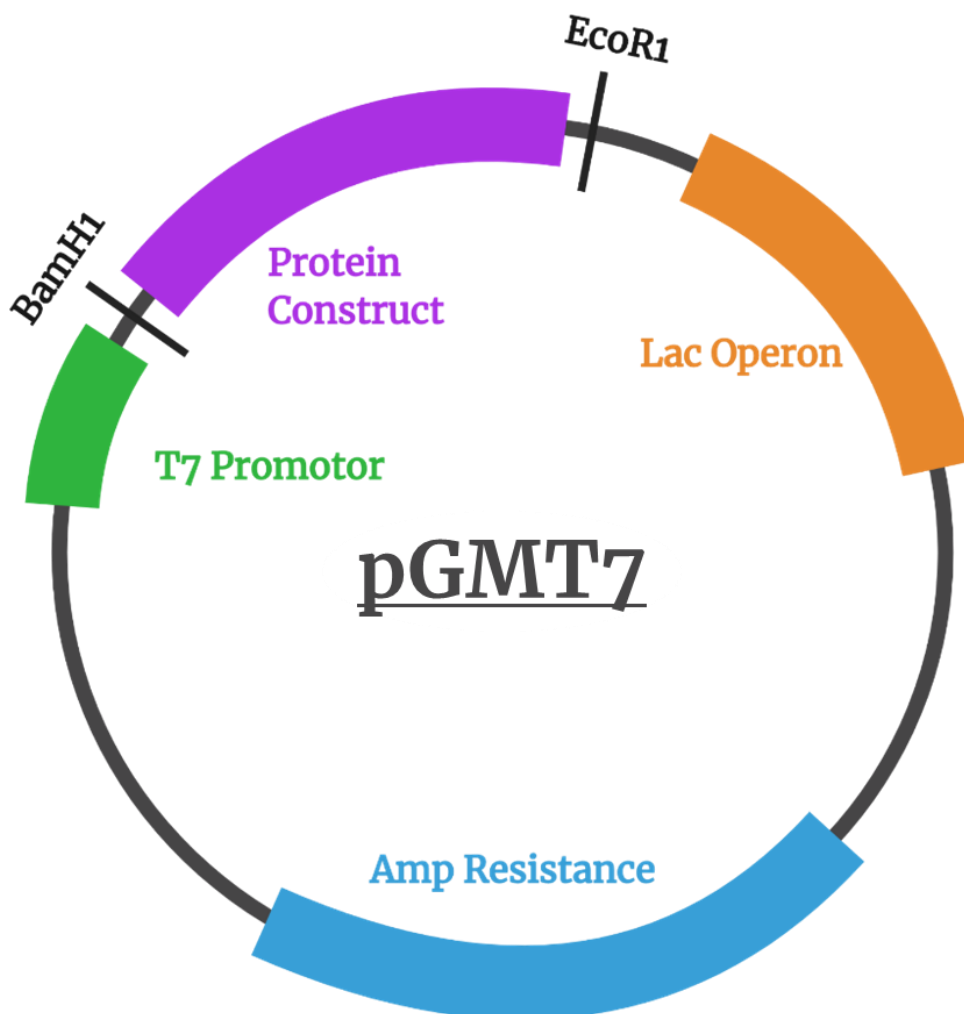 EcoR1
BamH1
Protein
Construct
Lac Operon
T7 Promotor
pGMT7
Amp Resistance